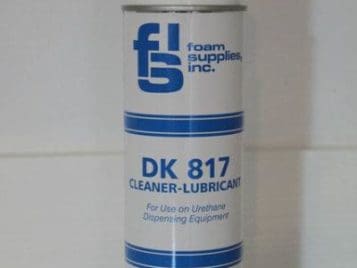 fsi
foam
supplies,
inc.
DK 817
CLEANER-LUBRICANT
For Use on Urethane
Dispensing Equipment